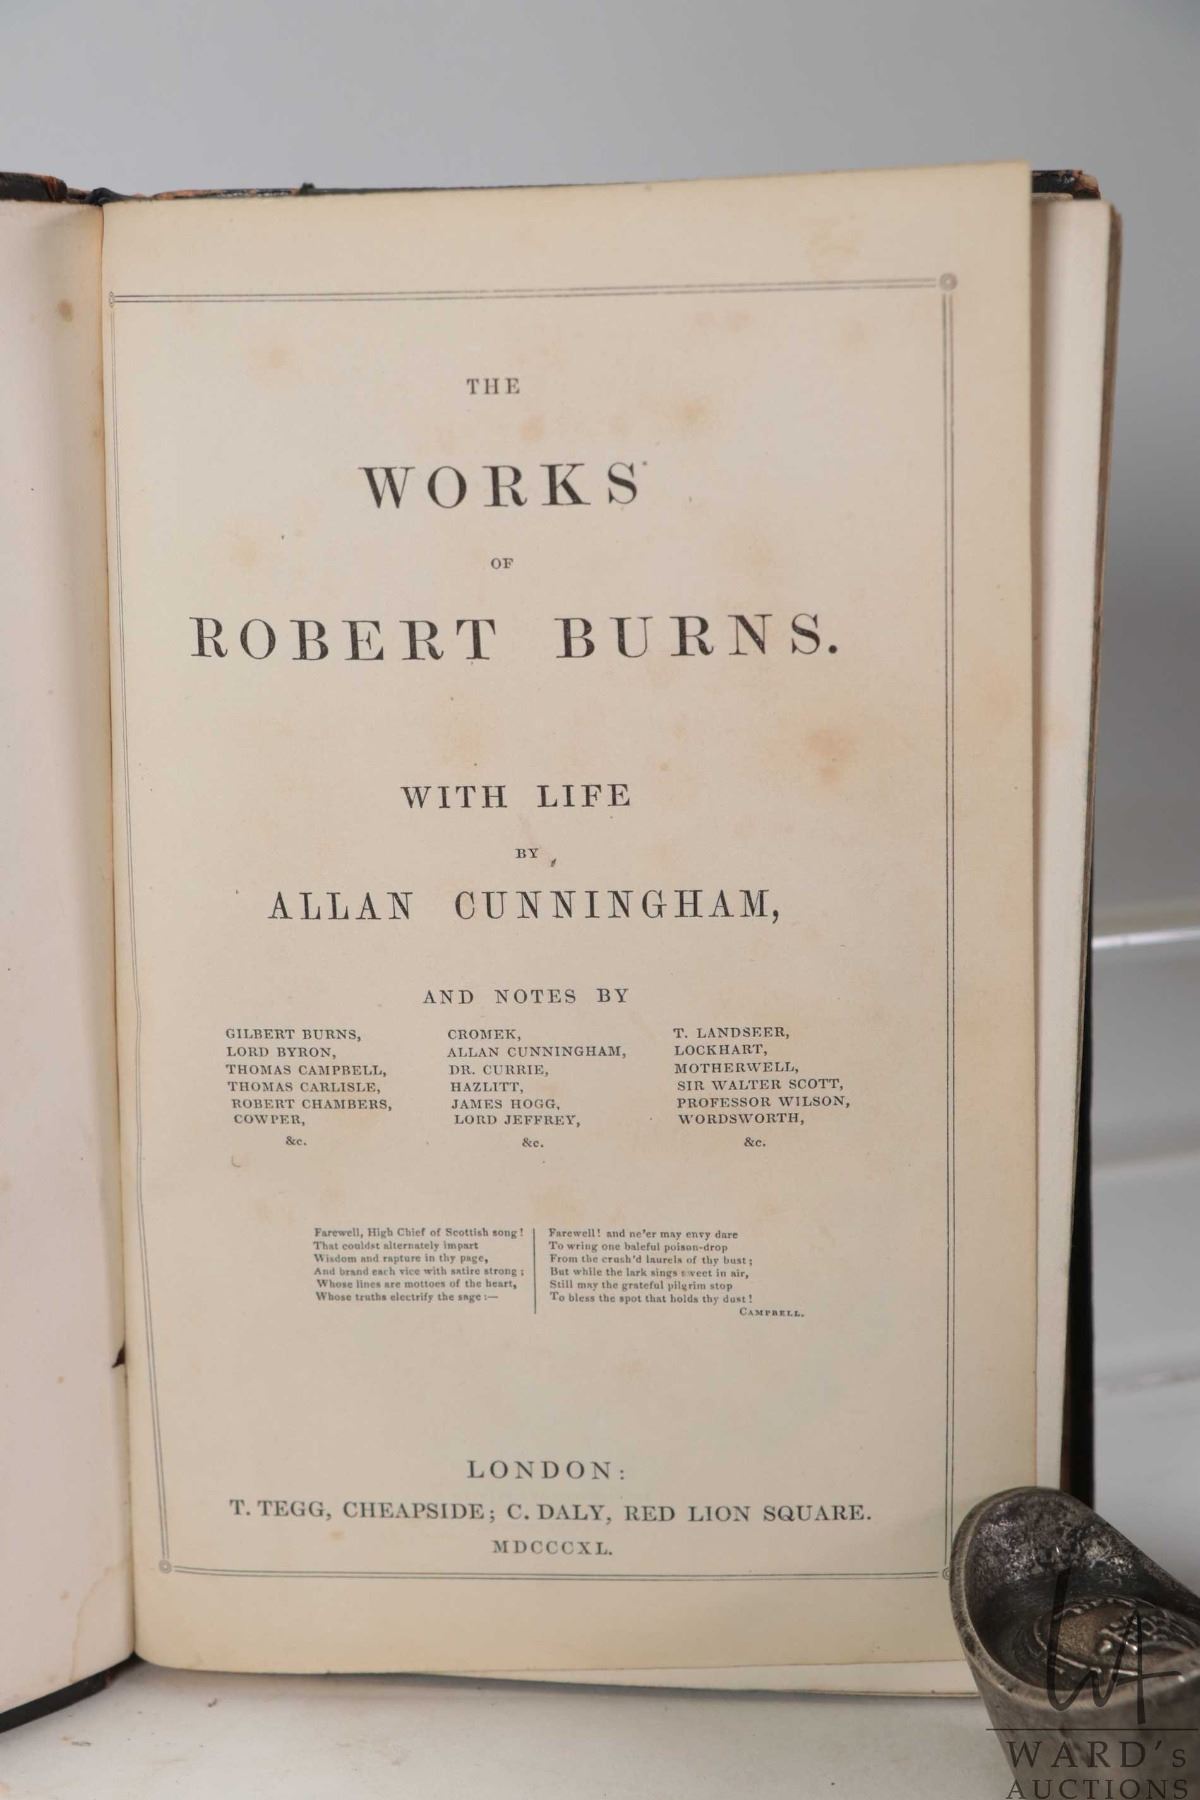 THE
WORKS
OF
ROBERT BURNS.
WITH LIFE
BY
ALLAN CUNNINGHAM,
AND NOTES BY
GILBERT BURNS,
LORD BYRON,
THOMAS CAMPBELL,
THOMAS CARLISLE,
ROBERT CHAMBERS,
COWPER,
&c.
CROMEK,
ALLAN CUNNINGHAM,
DR. CURRIE,
HAZLITT,
JAMES HOGG,
LORD JEFFREY,
&c.
T. LANDSEER,
LOCKHART,
MOTHERWELL,
SIR WALTER SCOTT,
PROFESSOR WILSON,
WORDSWORTH,
&c.
Farewell, High Chief of Scottish song!
That couldst alternately impart
Wisdom and rapture in thy page,
And brand each vice with satire strong;
Whose lines are mottoes of the heart,
Whose truths electrify the sage:—
Farewell! and ne'er may envy dare
To wring one baleful poison-drop
From the crush'd laurels of thy bust;
But while the lark sings sweet in air,
Still may the grateful pilgrim stop
To bless the spot that holds thy dust!
CAMPBELL.
LONDON:
T. TEGG, CHEAPSIDE; C. DALY, RED LION SQUARE.
MDCCCXL.
WA
WARD's
AUCTIONS